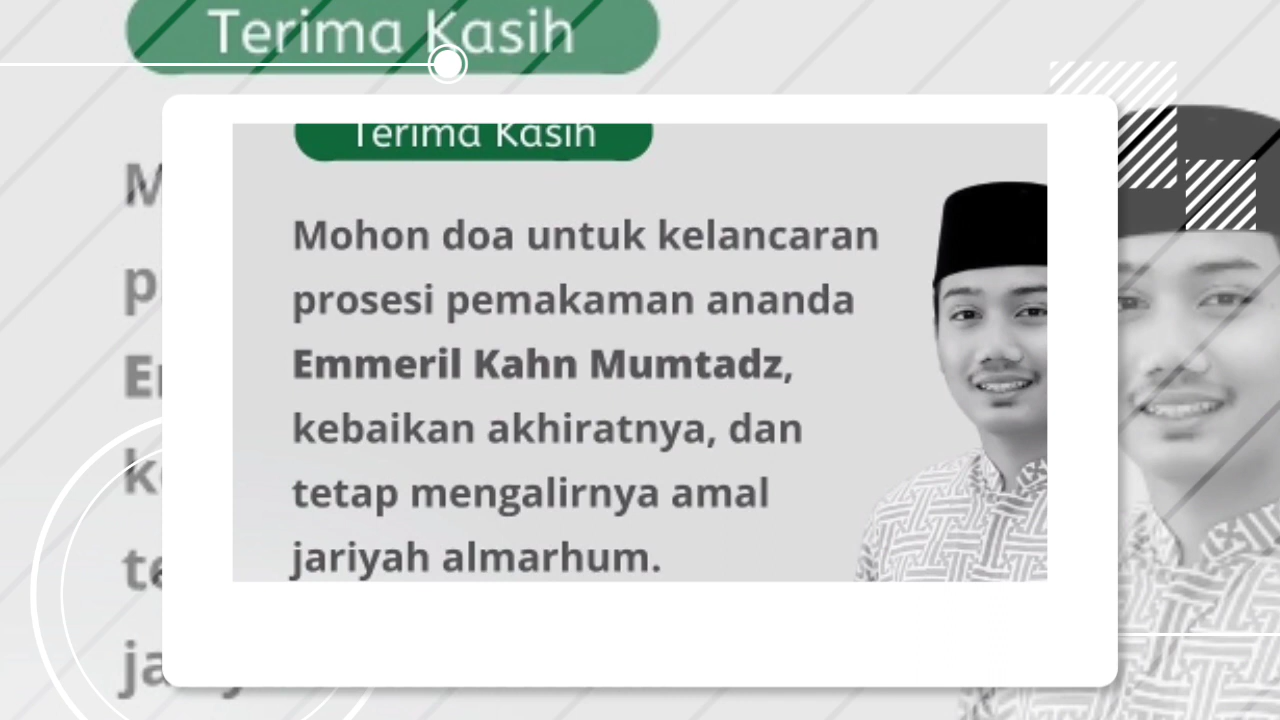 Terima Kasih
Terima Kasih
Mohon doa untuk kelancaran
prosesi pemakaman ananda
Emmeril Kahn Mumtadz,
kebaikan akhiratnya, dan
tetap mengalirnya amal
jariyah almarhum.